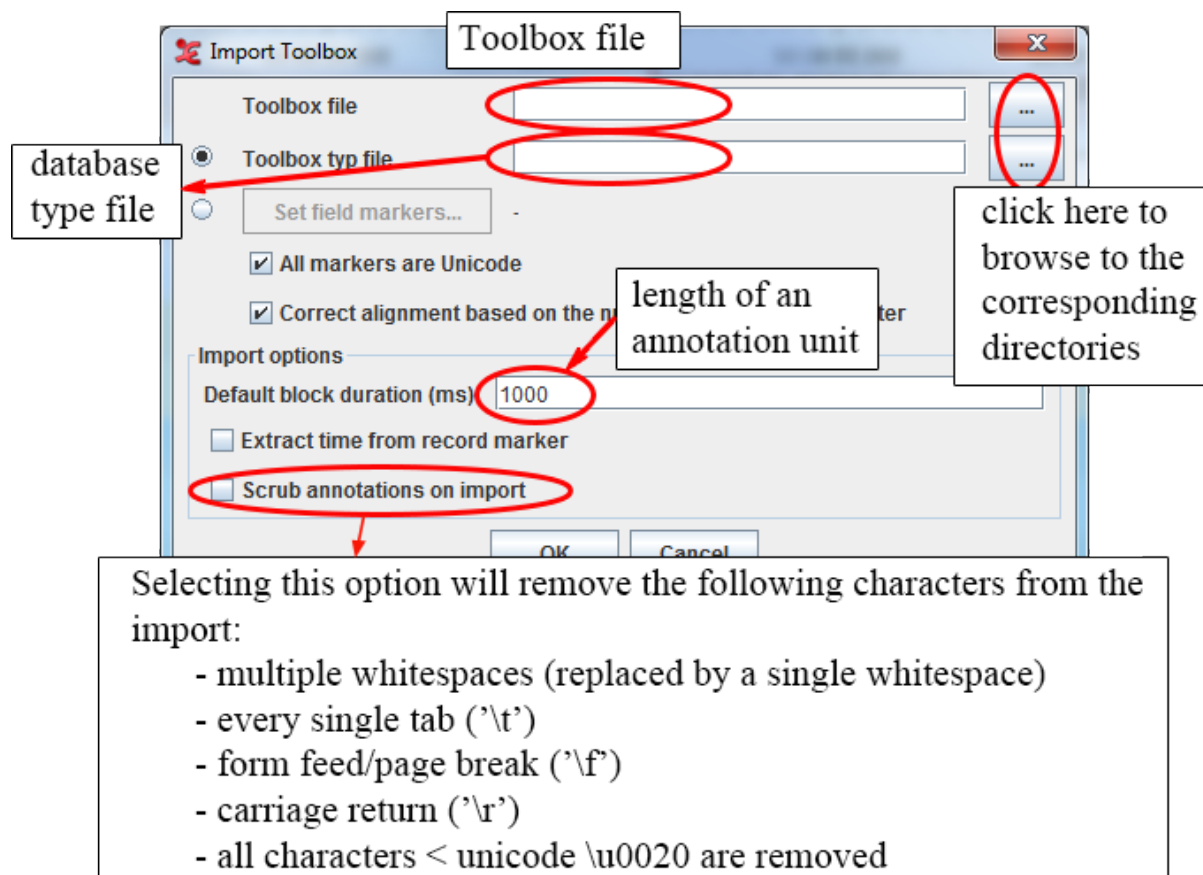 Import Toolbox
Toolbox file
x
Toolbox file
...
Toolbox typ file
...
database
type file
Set field markers...
-
click here to
browse to the
corresponding
directories
All markers are Unicode
length of an
annotation unit
Correct alignment based on the
ter
Import options
Default block duration (ms)
1000
Extract time from record marker
Scrub annotations on import
OK
Cancel
Selecting this option will remove the following characters from the
import:
- multiple whitespaces (replaced by a single whitespace)
- every single tab (’\t’)
- form feed/page break (’\f’)
- carriage return (’\r’)
- all characters < unicode \u0020 are removed